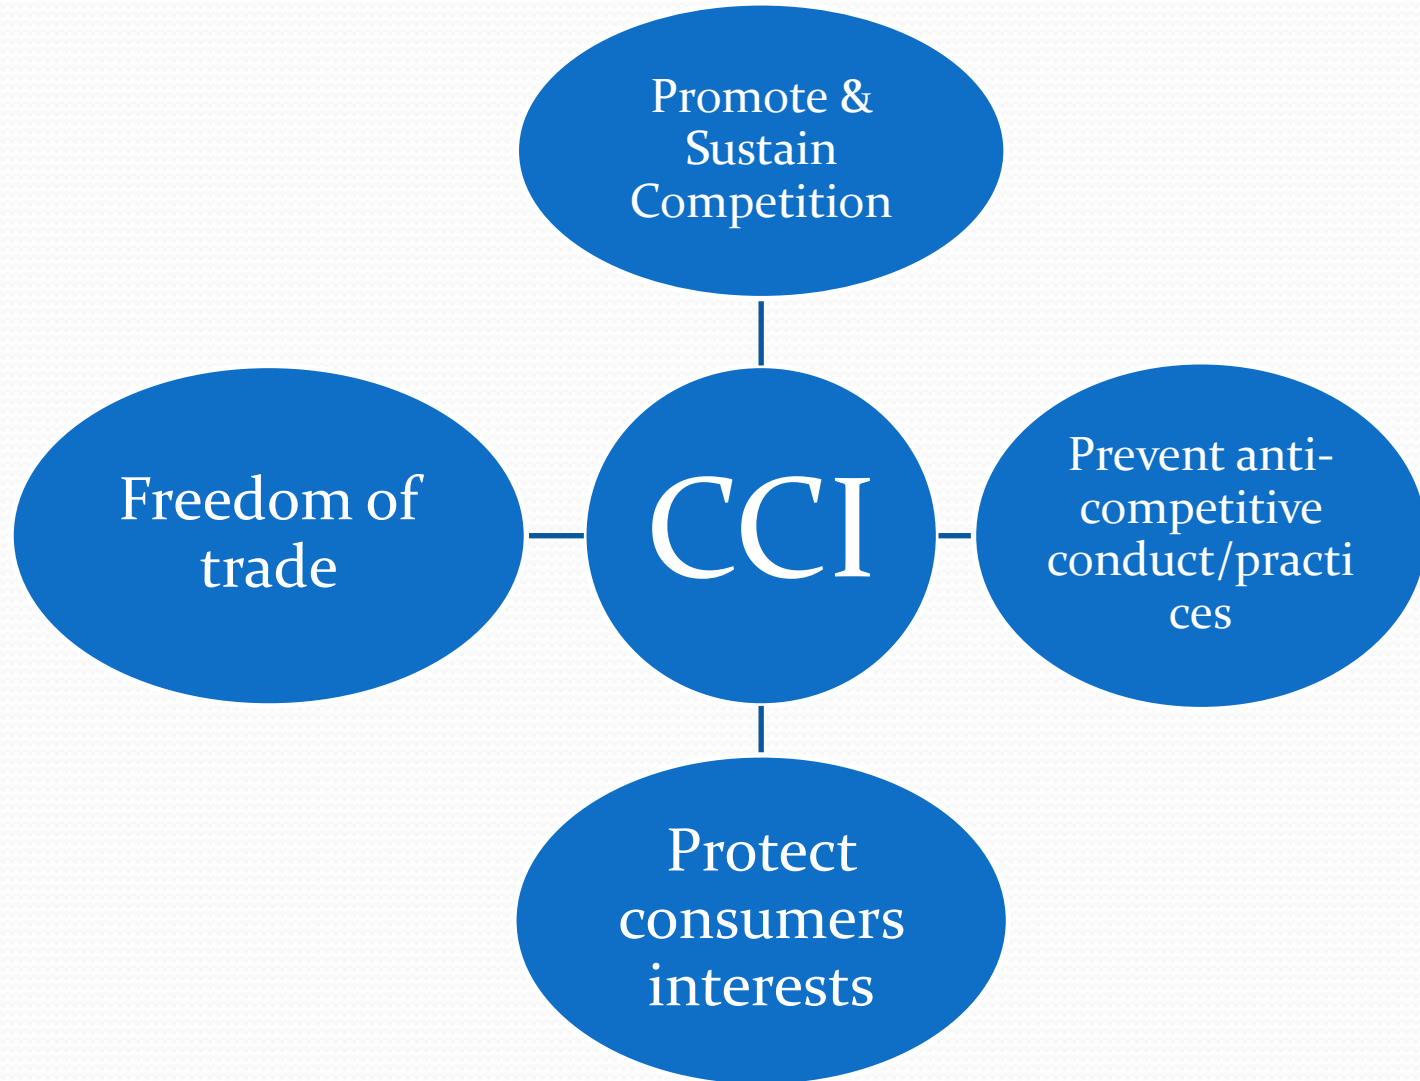 Promote &
Sustain
Competition
Freedom of
trade
CCI
Prevent anti-
competitive
conduct/practi
ces
Protect
consumers
interests